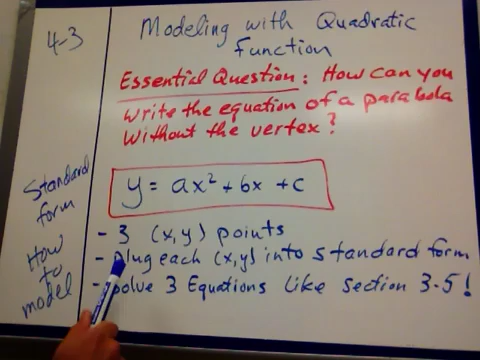 4-3
Modeling with Quadratic
Function
Essential Question: How can you
Write the equation of a parabola
Without the vertex?
Standard
form
y = ax² + bx + c
How
to
model
- 3 (x,y) points
- plug each (x,y) into standard form
- Solve 3 Equations Like Section 3-5!